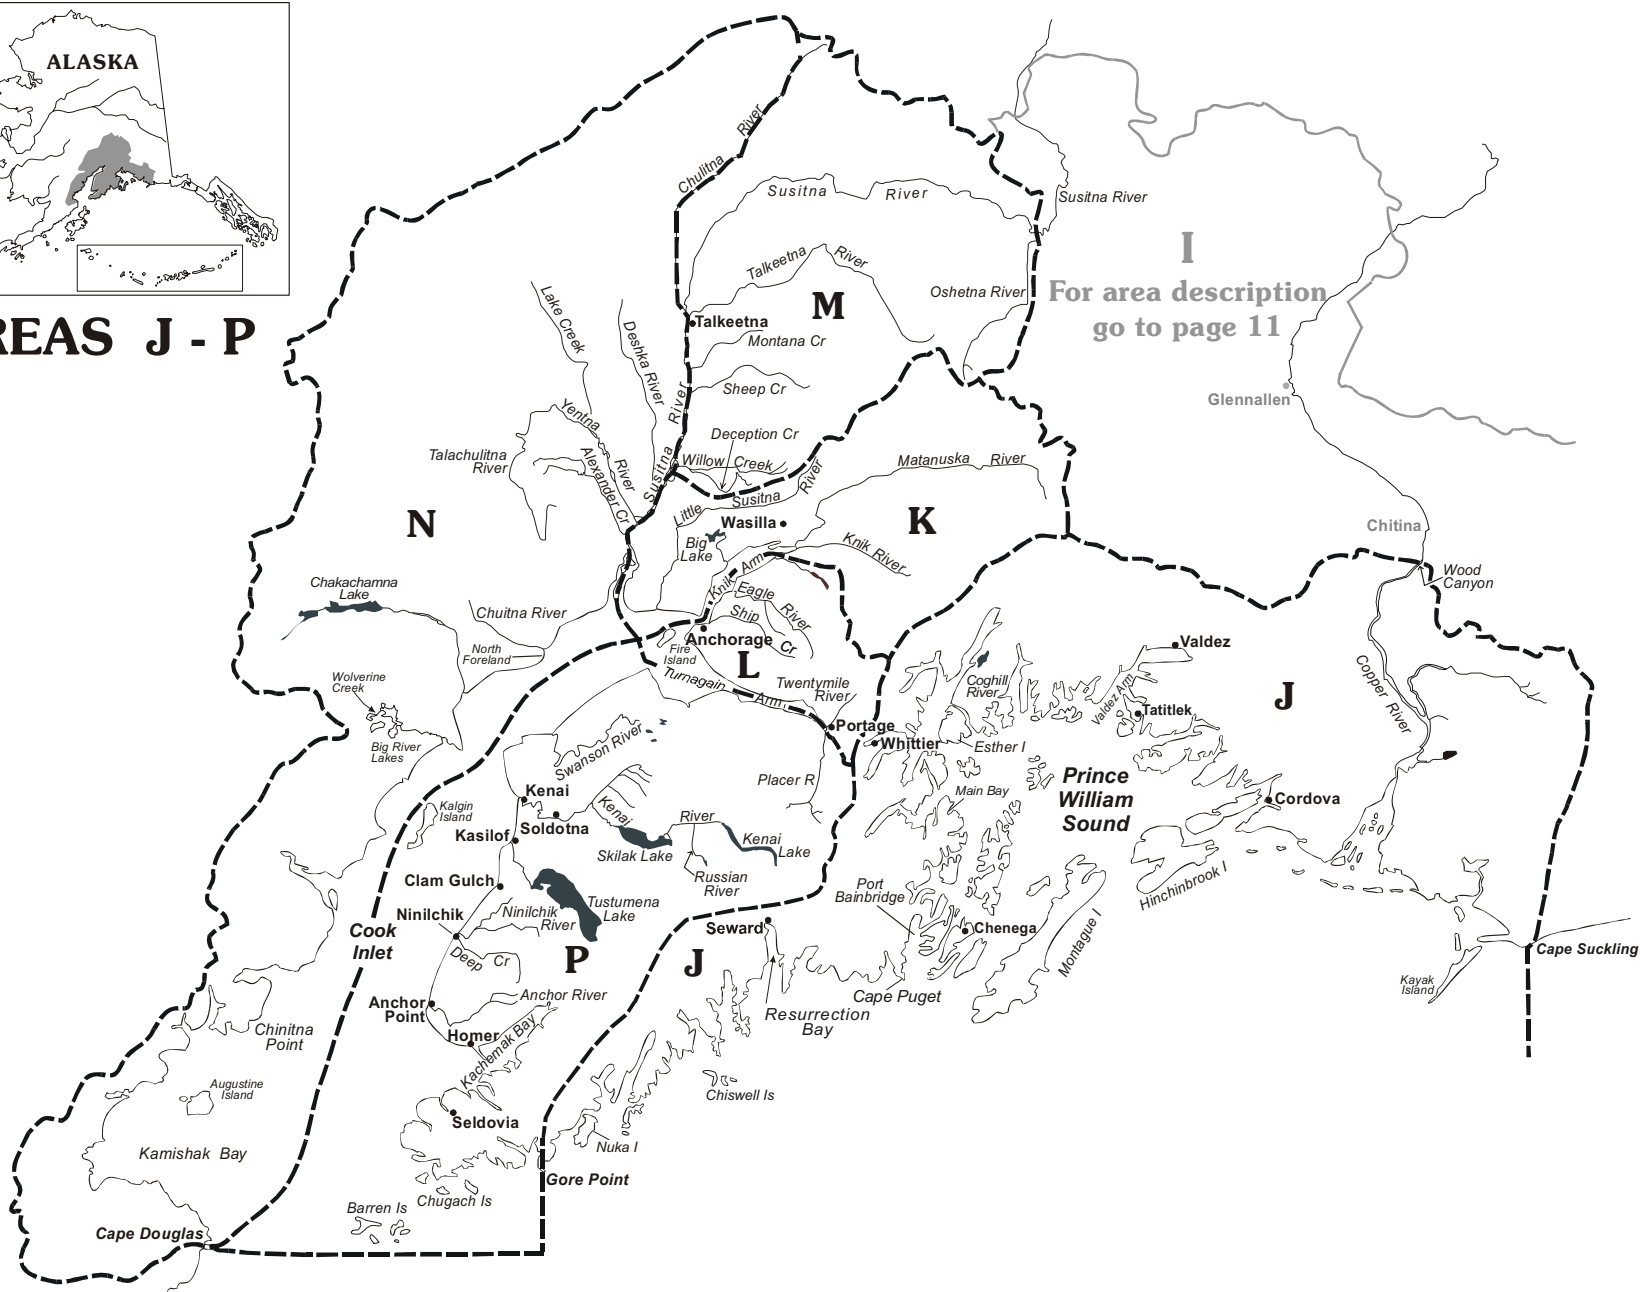 ALASKA
REAS J - P
Chulitna River
Susitna River
Susitna River
I
For area description
go to page 11
Talkeetna River
M
Oshetna River
Talkeetna
Montana Cr
Sheep Cr
Lake Creek
Deshka River
Susitna River
Yentna River
Alexander Cr
Talachulitna
River
Deception Cr
Willow Creek
Little Susitna River
Matanuska River
Glennallen
N
Wasilla
K
Big
Lake
Knik River
Knik Arm
Chitina
Wood
Canyon
Chakachamna
Lake
Chuitna River
North
Foreland
Eagle River
Ship Cr
Anchorage
Fire
Island
L
Turnagain Arm
Twentymile
River
Portage
Whittier
Coghill
River
Esther I
Valdez
Valdez Arm
Tatitlek
J
Copper River
Wolverine
Creek
Big River
Lakes
Swanson River
Placer R
Main Bay
Prince
William
Sound
Cordova
Kalgin
Island
Kenai
Soldotna
Kasilof
Kenai River
Skilak Lake
Kenai
Lake
Russian
River
Clam Gulch
Tustumena
Lake
Ninilchik
Ninilchik
River
Deep Cr
Cook
Inlet
P
Seward
J
Port
Bainbridge
Chenega
Montague I
Hinchinbrook I
Cape Suckling
Kayak
Island
Cape Puget
Resurrection
Bay
Anchor River
Anchor
Point
Homer
Kachemak Bay
Chinitna
Point
Augustine
Island
Chiswell Is
Seldovia
Nuka I
Kamishak Bay
Gore Point
Chugach Is
Barren Is
Cape Douglas